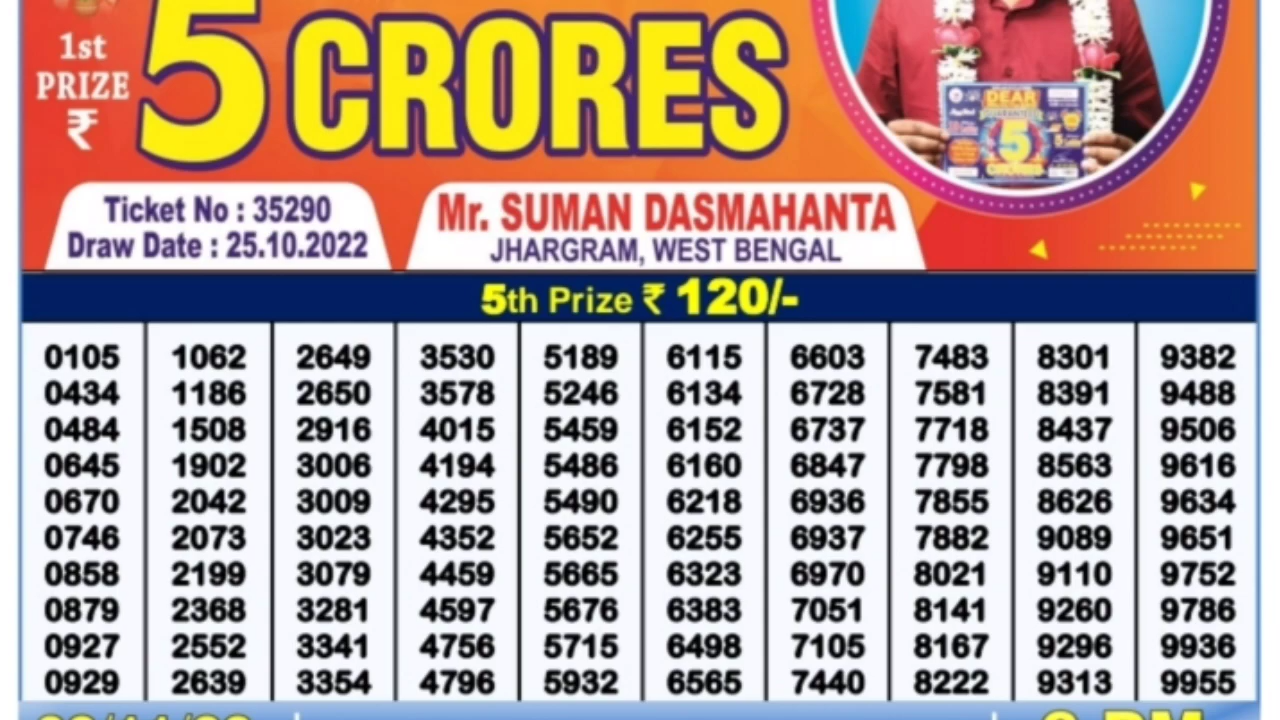 1st
PRIZE
₹
5 CRORES
DEAR
GUARANTEED
5
CRORES
Ticket No : 35290
Draw Date : 25.10.2022
Mr. SUMAN DASMAHANTA
JHARGRAM, WEST BENGAL
5th Prize ₹ 120/-
0105 1062 2649 3530 5189 6115 6603 7483 8301 9382
0434 1186 2650 3578 5246 6134 6728 7581 8391 9488
0484 1508 2916 4015 5459 6152 6737 7718 8437 9506
0645 1902 3006 4194 5486 6160 6847 7798 8563 9616
0670 2042 3009 4295 5490 6218 6936 7855 8626 9634
0746 2073 3023 4352 5652 6255 6937 7882 9089 9651
0858 2199 3079 4459 5665 6323 6970 8021 9110 9752
0879 2368 3281 4597 5676 6383 7051 8141 9260 9786
0927 2552 3341 4756 5715 6498 7105 8167 9296 9936
0929 2639 3354 4796 5932 6565 7440 8222 9313 9955